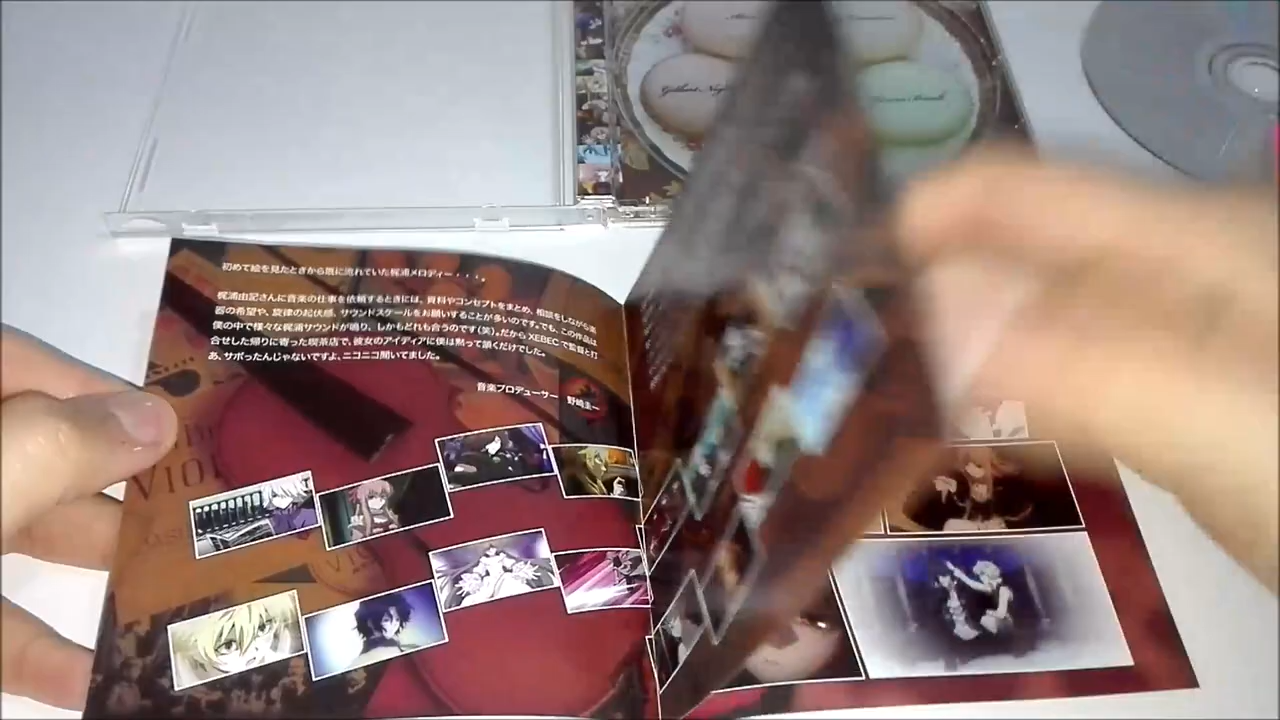 初めて絵を見たときから既に流れていた梶浦メロディー・・・。
梶浦由記さんに音楽の仕事を依頼するときには、資料やコンセプトをまとめ、相談をしながら楽
器の希望や、旋律の起伏感、サウンドスケールをお願いすることが多いのです。でも、この作品は
僕の中で様々な梶浦サウンドが鳴り、しかもどれも合うのです(笑)。だからXEBECで監督と打
合せした帰りに寄った喫茶店で、彼女のアイディアに僕は黙って頷くだけでした。
あ、サボったんじゃないですよ、ニコニコ聞いてました。
音楽プロデューサー 野崎圭一
VIO